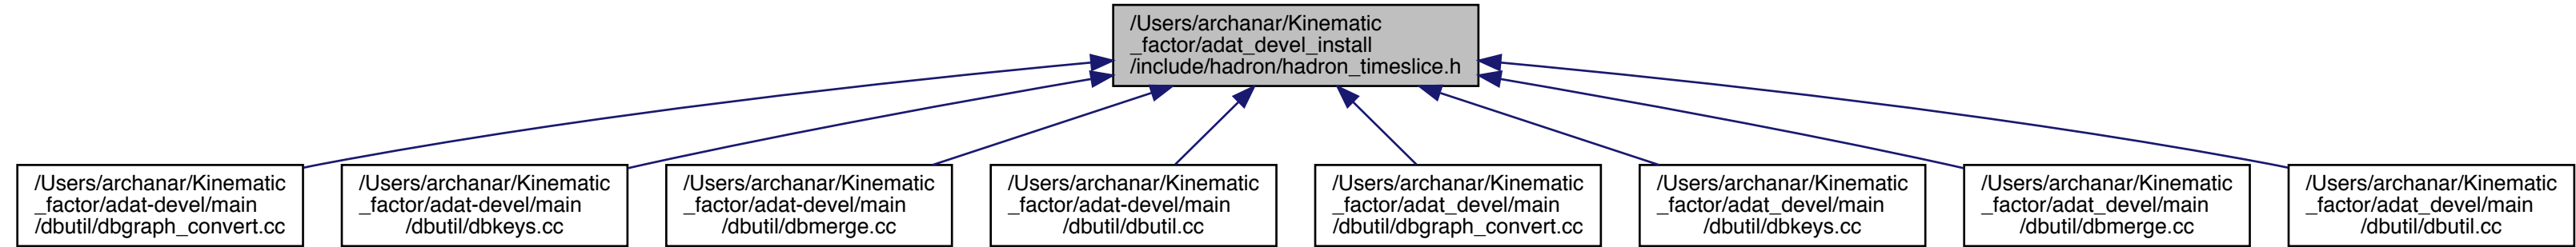 /Users/archanar/Kinematic
_factor/adat_devel_install
/include/hadron/hadron_timeslice.h
/Users/archanar/Kinematic
_factor/adat-devel/main
/dbutil/dbgraph_convert.cc
/Users/archanar/Kinematic
_factor/adat-devel/main
/dbutil/dbkeys.cc
/Users/archanar/Kinematic
_factor/adat-devel/main
/dbutil/dbmerge.cc
/Users/archanar/Kinematic
_factor/adat-devel/main
/dbutil/dbutil.cc
/Users/archanar/Kinematic
_factor/adat_devel/main
/dbutil/dbgraph_convert.cc
/Users/archanar/Kinematic
_factor/adat_devel/main
/dbutil/dbkeys.cc
/Users/archanar/Kinematic
_factor/adat_devel/main
/dbutil/dbmerge.cc
/Users/archanar/Kinematic
_factor/adat_devel/main
/dbutil/dbutil.cc